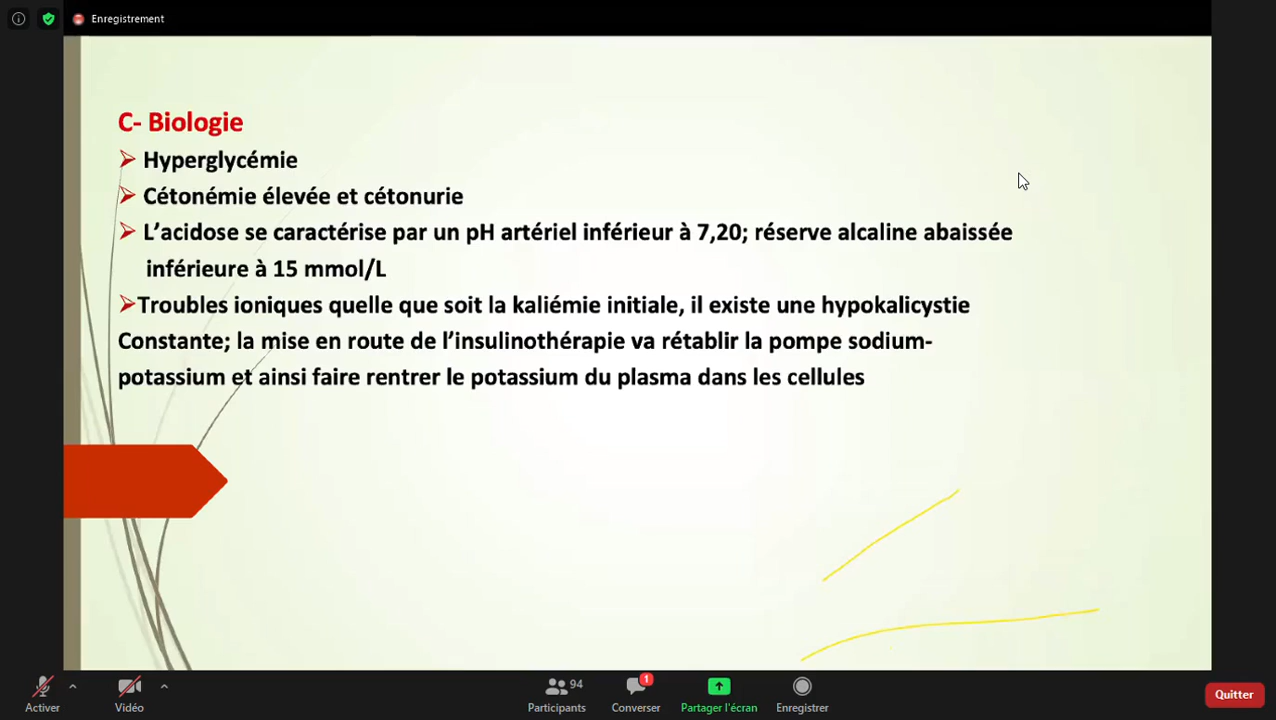 Enregistrement
C- Biologie
Hyperglycémie
Cétonémie élevée et cétonurie
L'acidose se caractérise par un pH artériel inférieur à 7,20; réserve alcaline abaissée
inférieure à 15 mmol/L
Troubles ioniques quelle que soit la kaliémie initiale, il existe une hypokalicystie
Constante; la mise en route de l'insulinothérapie va rétablir la pompe sodium-
potassium et ainsi faire rentrer le potassium du plasma dans les cellules
Activer
Vidéo
94
Participants
1
Converser
Partager l'écran
Enregistrer
Quitter